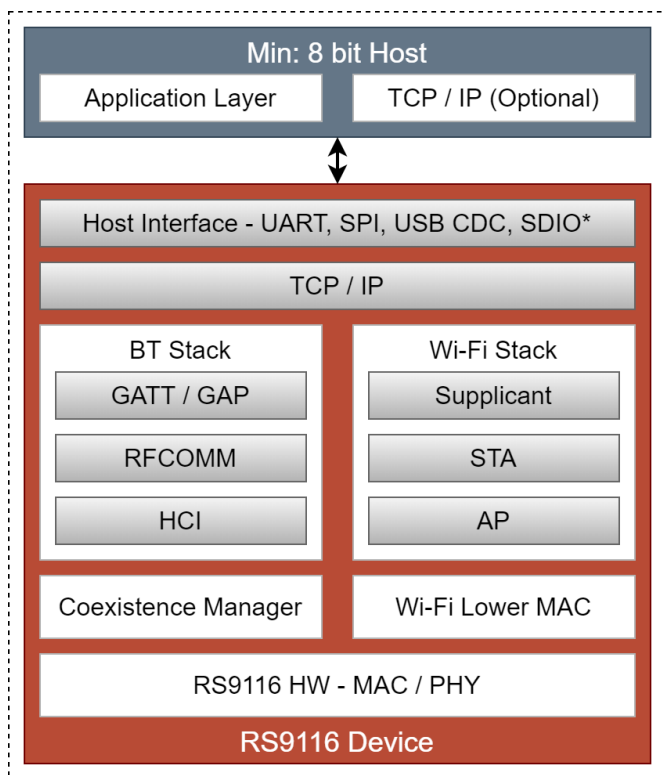 Min: 8 bit Host
Application Layer
TCP / IP (Optional)
Host Interface - UART, SPI, USB CDC, SDIO*
TCP / IP
BT Stack
GATT / GAP
RFCOMM
HCI
Wi-Fi Stack
Supplicant
STA
AP
Coexistence Manager
Wi-Fi Lower MAC
RS9116 HW - MAC / PHY
RS9116 Device